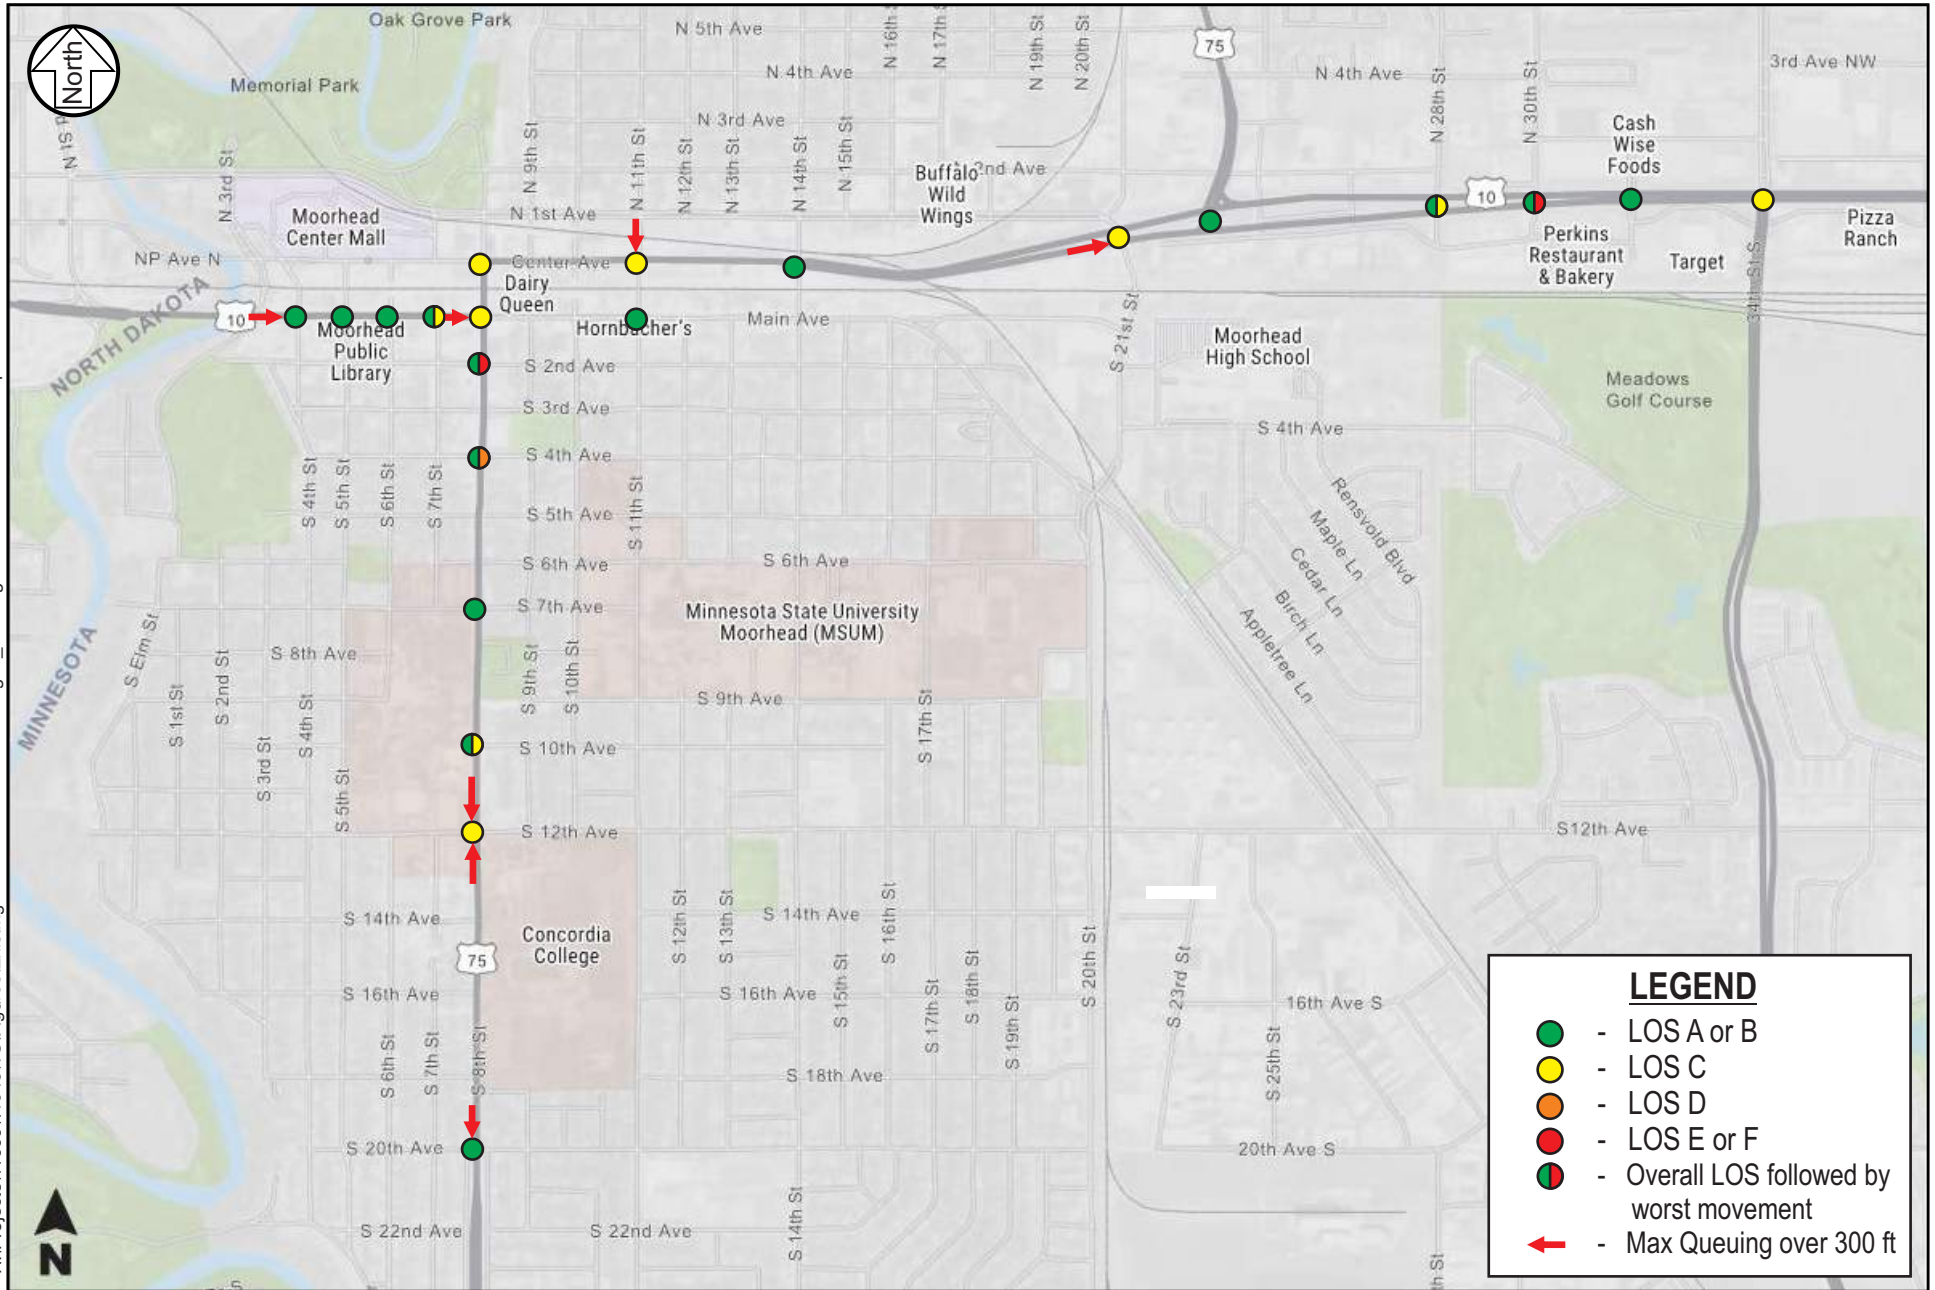 Oak Grove Park
N 5th Ave
N 16th S
N 17th St
N 19th St
N 20th St
75
North
Memorial Park
N 4th Ave
N 4th Ave
N 28th St
N 30th St
3rd Ave NW
N 3rd Ave
Cash
Wise
Foods
N 3rd St
N 9th St
N 11th St
N 12th St
N 13th St
N 14th St
N 15th St
Buffalo
Wild
Wings
2nd Ave
10
Moorhead
Center Mall
N 1st Ave
Perkins
Restaurant
& Bakery
Target
Pizza
Ranch
NP Ave N
Center Ave
Dairy
Queen
10
NORTH DAKOTA
Moorhead
Public
Library
Hornbacher's
Main Ave
S 21st St
34th St S
Moorhead
High School
S 2nd Ave
Meadows
Golf Course
S 3rd Ave
S 4th Ave
S 4th Ave
S 4th St
S 5th St
S 6th St
S 7th St
S 11th St
S 5th Ave
Rensvold Blvd
Maple Ln
Cedar Ln
Birch Ln
Appletree Ln
S 6th Ave
S 6th Ave
S 7th Ave
Minnesota State University
Moorhead (MSUM)
MINNESOTA
S Elm St
S 8th Ave
S 1st St
S 2nd St
S 3rd St
S 4th St
S 5th St
S 9th St
S 10th St
S 9th Ave
S 17th St
S 10th Ave
S 12th Ave
S12th Ave
S 14th Ave
Concordia
College
S 12th St
S 13th St
S 14th Ave
S 16th St
S 20th St
S 23rd St
75
S 16th Ave
S 16th Ave
S 15th St
S 17th St
S 18th St
S 19th St
16th Ave S
S 25th St
S 6th St
S 7th St
S 8th St
S 18th Ave
S 20th Ave
20th Ave S
S 22nd Ave
S 22nd Ave
S 14th St
N
LEGEND
- LOS A or B
- LOS C
- LOS D
- LOS E or F
- Overall LOS followed by
worst movement
- Max Queuing over 300 ft